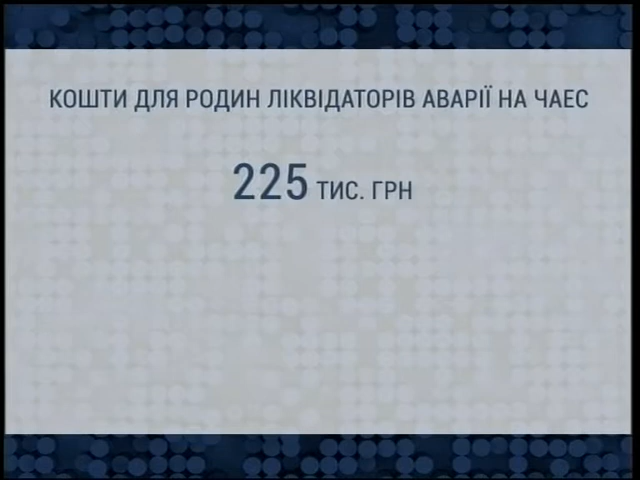 КОШТИ ДЛЯ РОДИН ЛІКВІДАТОРІВ АВАРІЇ НА ЧАЕС
225 ТИС. ГРН